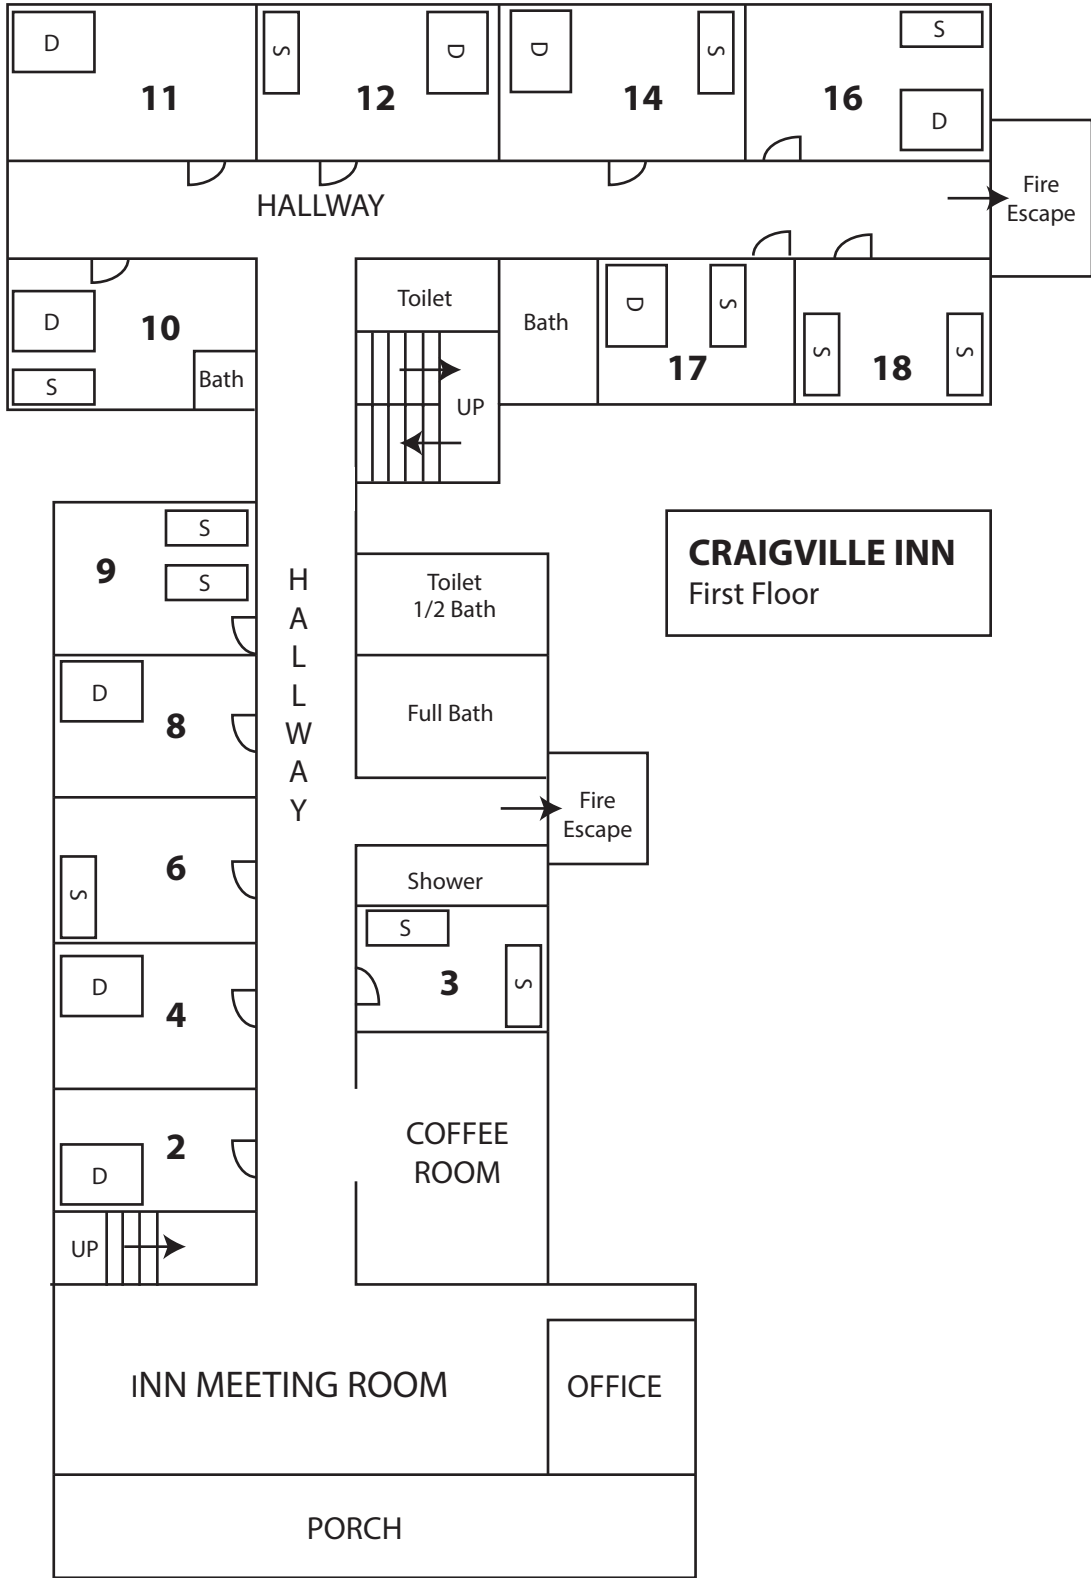 D
11
S
12
D
D
14
S
S
16
D
HALLWAY
Fire
Escape
D
10
S
Bath
Toilet
UP
Bath
D
S
17
S
18
S
CRAIGVILLE INN
First Floor
9
S
S
H
A
L
L
W
A
Y
Toilet
1/2 Bath
D
8
Full Bath
Fire
Escape
6
S
Shower
S
3
S
D
4
COFFEE
ROOM
2
D
UP
INN MEETING ROOM
OFFICE
PORCH